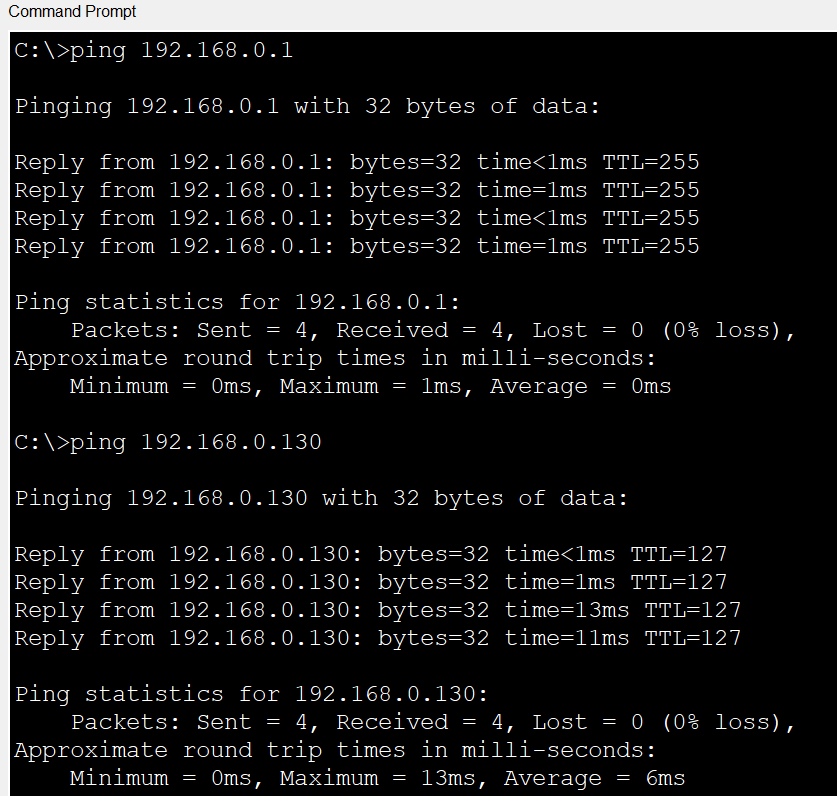 Command Prompt
C:\>ping 192.168.0.1
Pinging 192.168.0.1 with 32 bytes of data:
Reply from 192.168.0.1: bytes=32 time<1ms TTL=255
Reply from 192.168.0.1: bytes=32 time=1ms TTL=255
Reply from 192.168.0.1: bytes=32 time<1ms TTL=255
Reply from 192.168.0.1: bytes=32 time=1ms TTL=255
Ping statistics for 192.168.0.1:
    Packets: Sent = 4, Received = 4, Lost = 0 (0% loss),
Approximate round trip times in milli-seconds:
    Minimum = 0ms, Maximum = 1ms, Average = 0ms
C:\>ping 192.168.0.130
Pinging 192.168.0.130 with 32 bytes of data:
Reply from 192.168.0.130: bytes=32 time<1ms TTL=127
Reply from 192.168.0.130: bytes=32 time=1ms TTL=127
Reply from 192.168.0.130: bytes=32 time=13ms TTL=127
Reply from 192.168.0.130: bytes=32 time=11ms TTL=127
Ping statistics for 192.168.0.130:
    Packets: Sent = 4, Received = 4, Lost = 0 (0% loss),
Approximate round trip times in milli-seconds:
    Minimum = 0ms, Maximum = 13ms, Average = 6ms